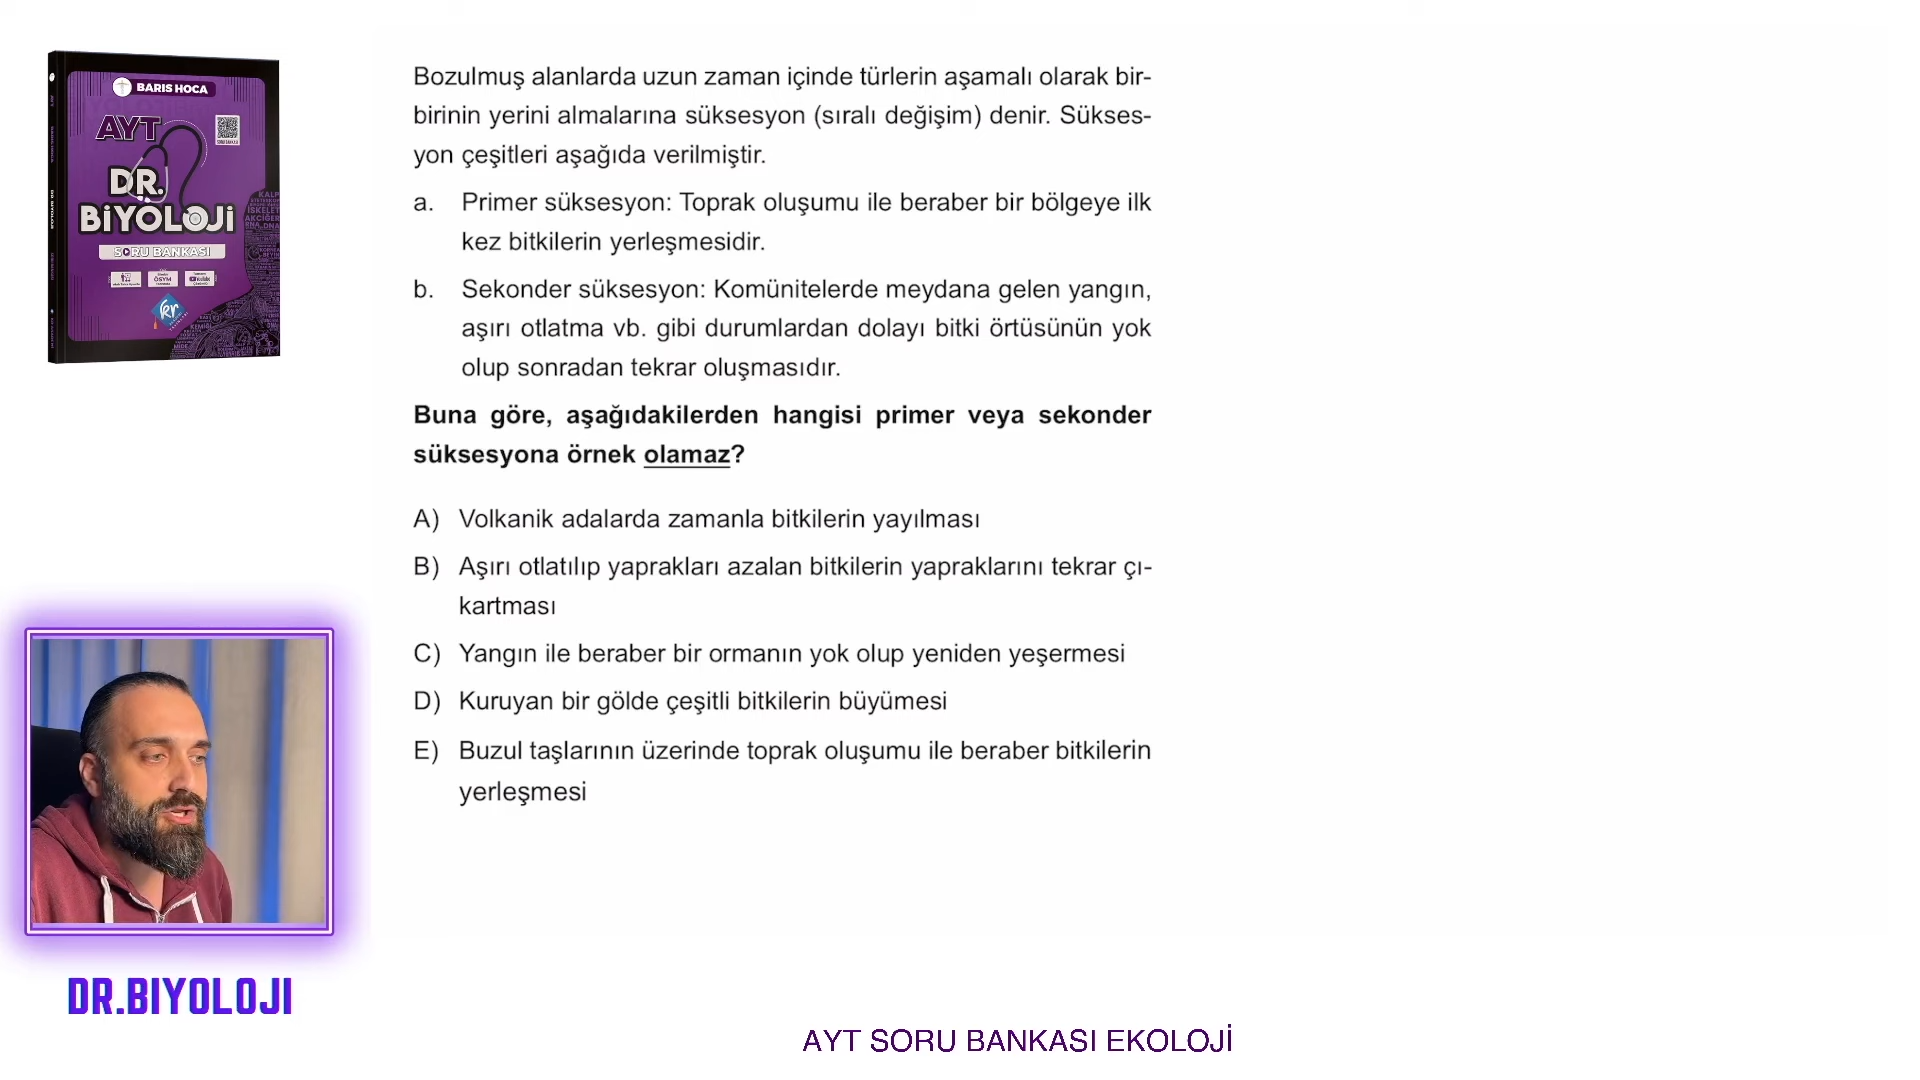 BARIS HOCA
AYT
DR.
BİYOLOJİ
SORU BANKASI
Bozulmuş alanlarda uzun zaman içinde türlerin aşamalı olarak bir-
birinin yerini almalarına süksesyon (sıralı değişim) denir. Sükses-
yon çeşitleri aşağıda verilmiştir.
a. Primer süksesyon: Toprak oluşumu ile beraber bir bölgeye ilk
kez bitkilerin yerleşmesidir.
b. Sekonder süksesyon: Komünitelerde meydana gelen yangın,
aşırı otlatma vb. gibi durumlardan dolayı bitki örtüsünün yok
olup sonradan tekrar oluşmasıdır.
Buna göre, aşağıdakilerden hangisi primer veya sekonder
süksesyona örnek olamaz?
A) Volkanik adalarda zamanla bitkilerin yayılması
B) Aşırı otlatılıp yaprakları azalan bitkilerin yapraklarını tekrar çı-
kartması
C) Yangın ile beraber bir ormanın yok olup yeniden yeşermesi
D) Kuruyan bir gölde çeşitli bitkilerin büyümesi
E) Buzul taşlarının üzerinde toprak oluşumu ile beraber bitkilerin
yerleşmesi
DR.BIYOLOJI
AYT SORU BANKASI EKOLOJİ